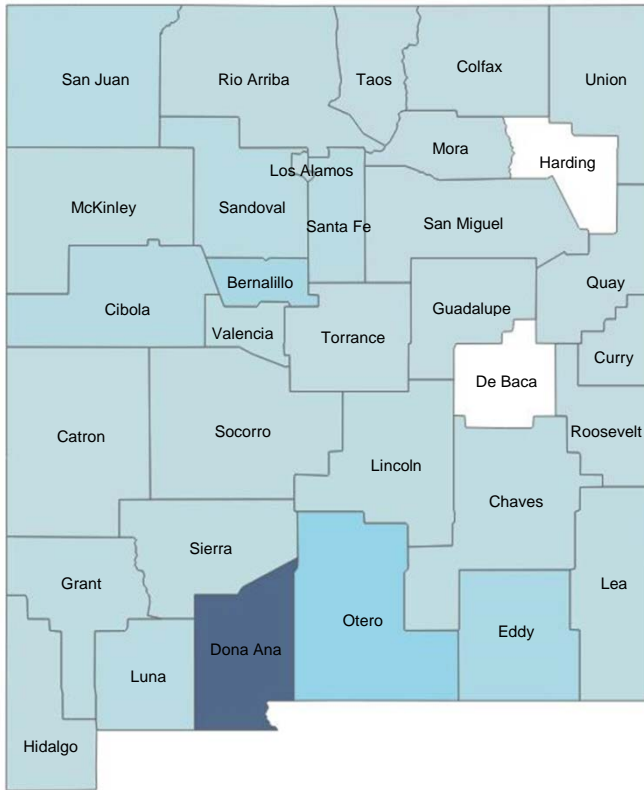 San Juan
Rio Arriba
Taos
Colfax
Union
Mora
Harding
Los Alamos
McKinley
Sandoval
Santa Fe
San Miguel
Bernalillo
Quay
Cibola
Guadalupe
Valencia
Torrance
Curry
De Baca
Catron
Socorro
Roosevelt
Lincoln
Chaves
Sierra
Grant
Lea
Otero
Eddy
Dona Ana
Luna
Hidalgo